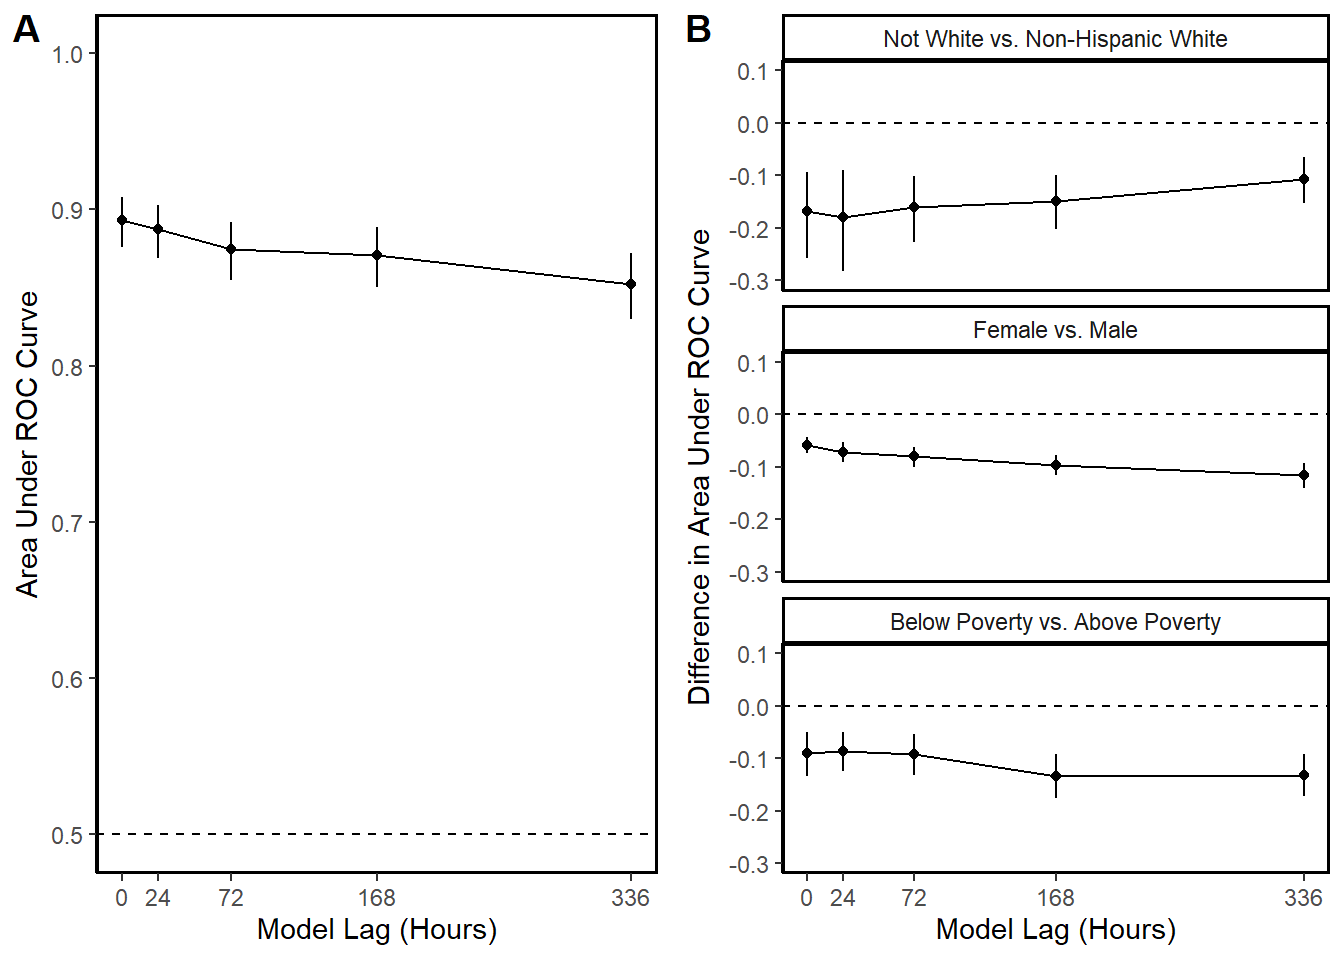 A
Area Under ROC Curve
1.0
0.9
0.8
0.7
0.6
0.5
0 24 72 168 336
Model Lag (Hours)
B
Difference in Area Under ROC Curve
Not White vs. Non-Hispanic White
0.1
0.0
-0.1
-0.2
-0.3
Female vs. Male
0.1
0.0
-0.1
-0.2
-0.3
Below Poverty vs. Above Poverty
0.1
0.0
-0.1
-0.2
-0.3
0 24 72 168 336
Model Lag (Hours)